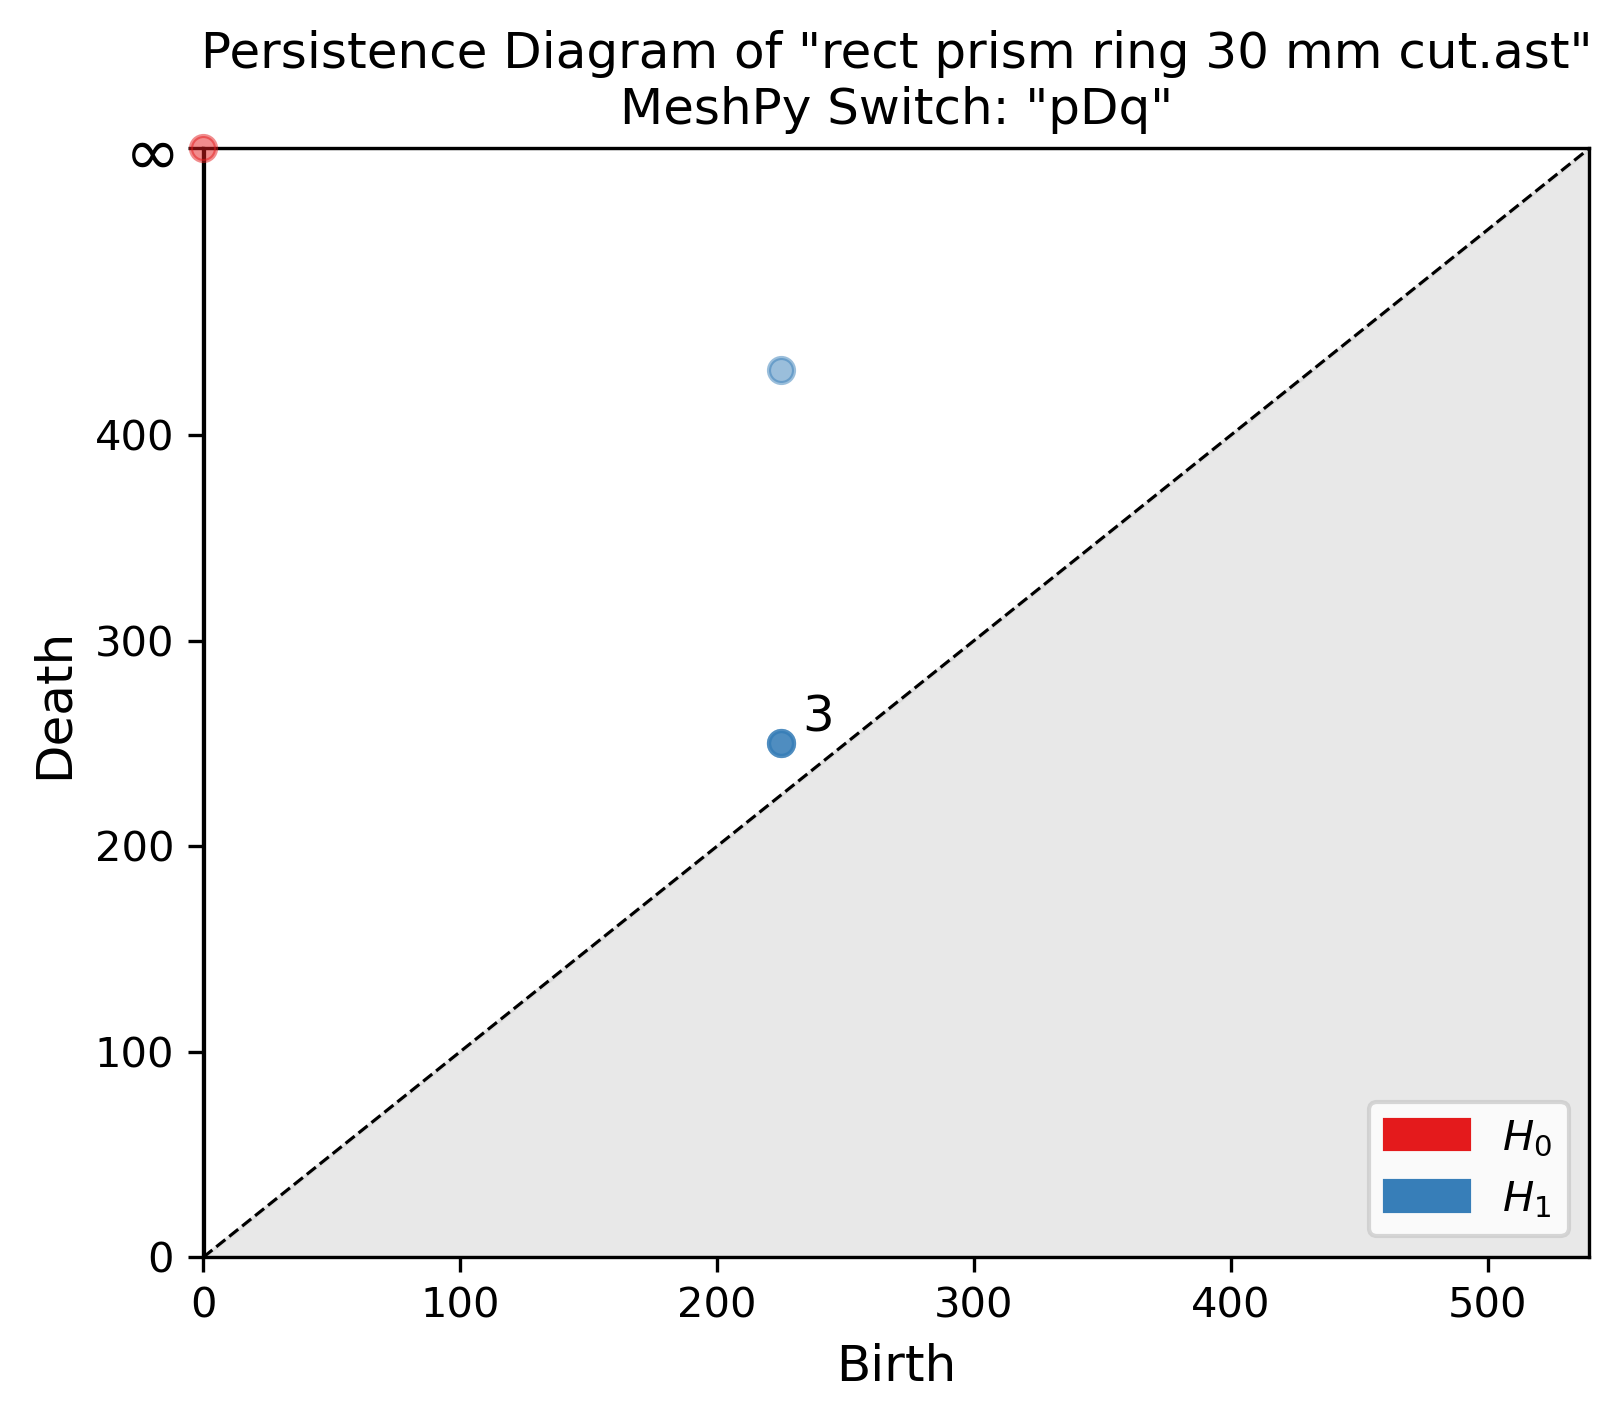 Persistence Diagram of "rect prism ring 30 mm cut.ast"
MeshPy Switch: "pDq"
∞
400
300
200
100
0
Death
3
H₀
H₁
0 100 200 300 400 500
Birth